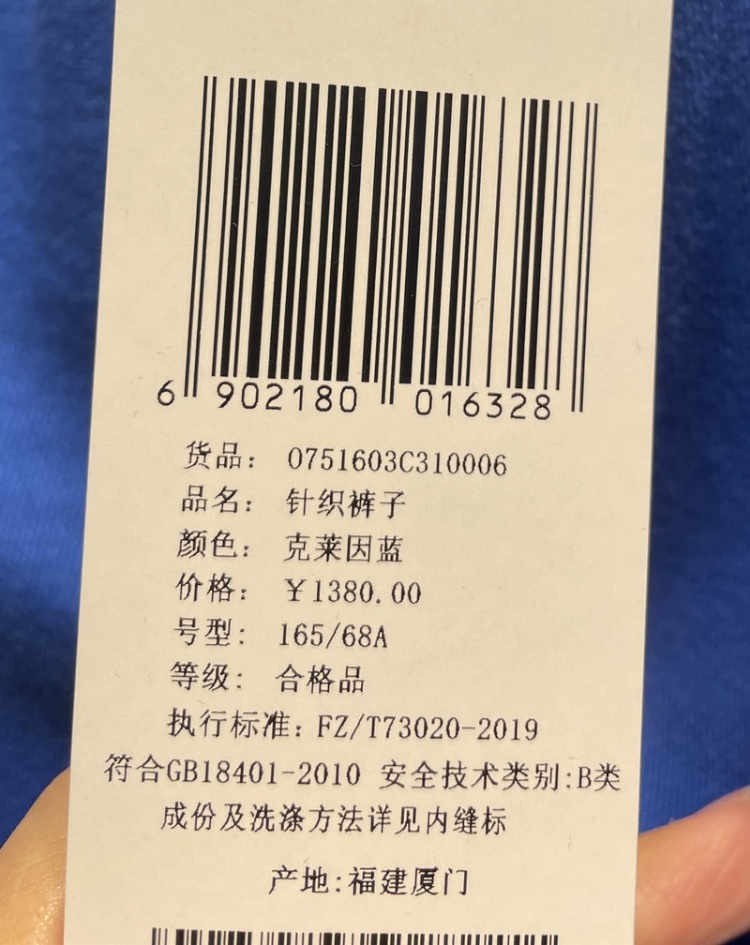 6 902180 016328
货品: 0751603C310006
品名: 针织裤子
颜色: 克莱因蓝
价格: ¥1380.00
号型: 165/68A
等级: 合格品
执行标准: FZ/T73020-2019
符合GB18401-2010 安全技术类别:B类
成份及洗涤方法详见内缝标
产地:福建厦门